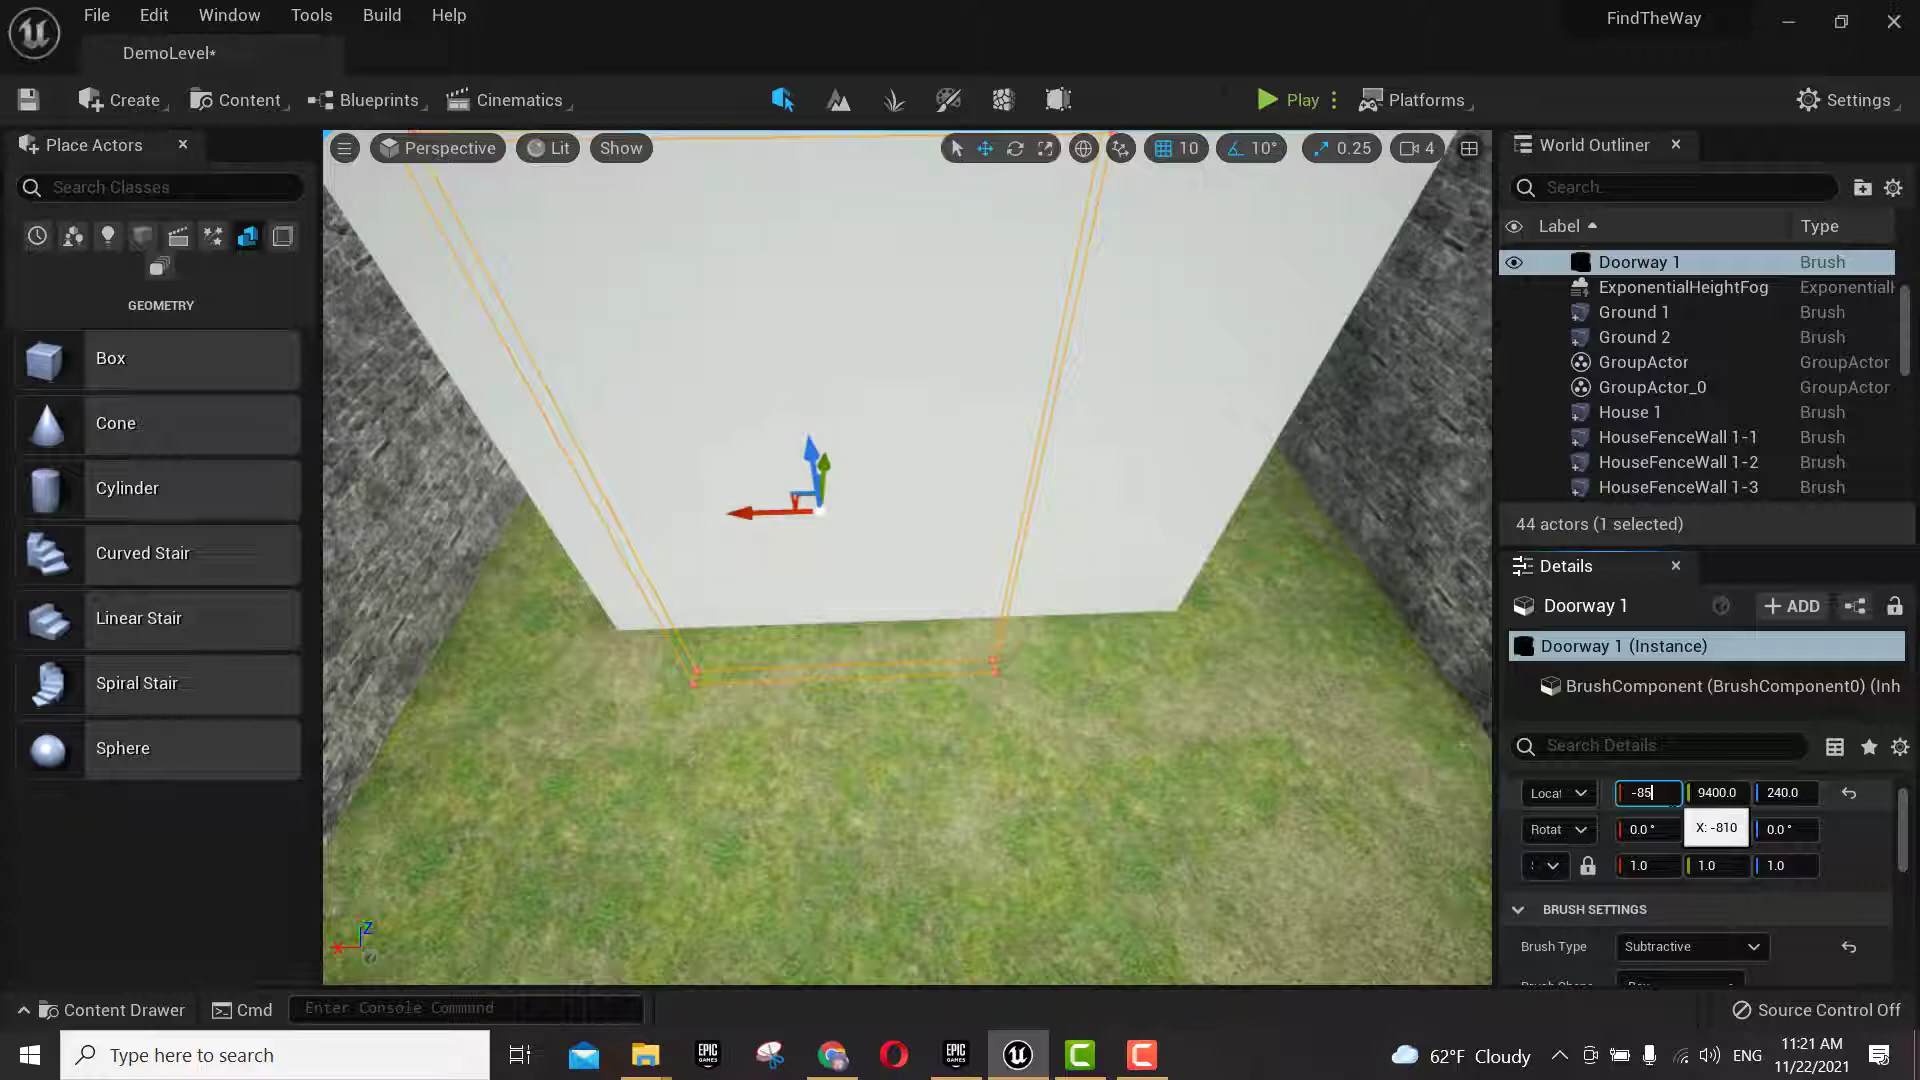 File Edit Window Tools Build Help
FindTheWay
DemoLevel*
Create Content Blueprints Cinematics Play Platforms Settings
Place Actors
Search Classes
GEOMETRY
Box
Cone
Cylinder
Curved Stair
Linear Stair
Spiral Stair
Sphere
Perspective Lit Show 10 10° 0.25 4
World Outliner
Search...
Label Type
Doorway 1 Brush
ExponentialHeightFog Exponential
Ground 1 Brush
Ground 2 Brush
GroupActor GroupActor
GroupActor_0 GroupActor
House 1 Brush
HouseFenceWall 1-1 Brush
HouseFenceWall 1-2 Brush
HouseFenceWall 1-3 Brush
44 actors (1 selected)
Details
Doorway 1 + ADD
Doorway 1 (Instance)
BrushComponent (BrushComponent0) (Inh
Search Details
Locat -85 9400.0 240.0
Rotat 0.0 ° X: -810 0.0 °
1.0 1.0 1.0
BRUSH SETTINGS
Brush Type Subtractive
X Z
Content Drawer Cmd Enter Console Command Source Control Off
Type here to search
EPIC GAMES
EPIC GAMES
62°F Cloudy ENG 11:21 AM
11/22/2021